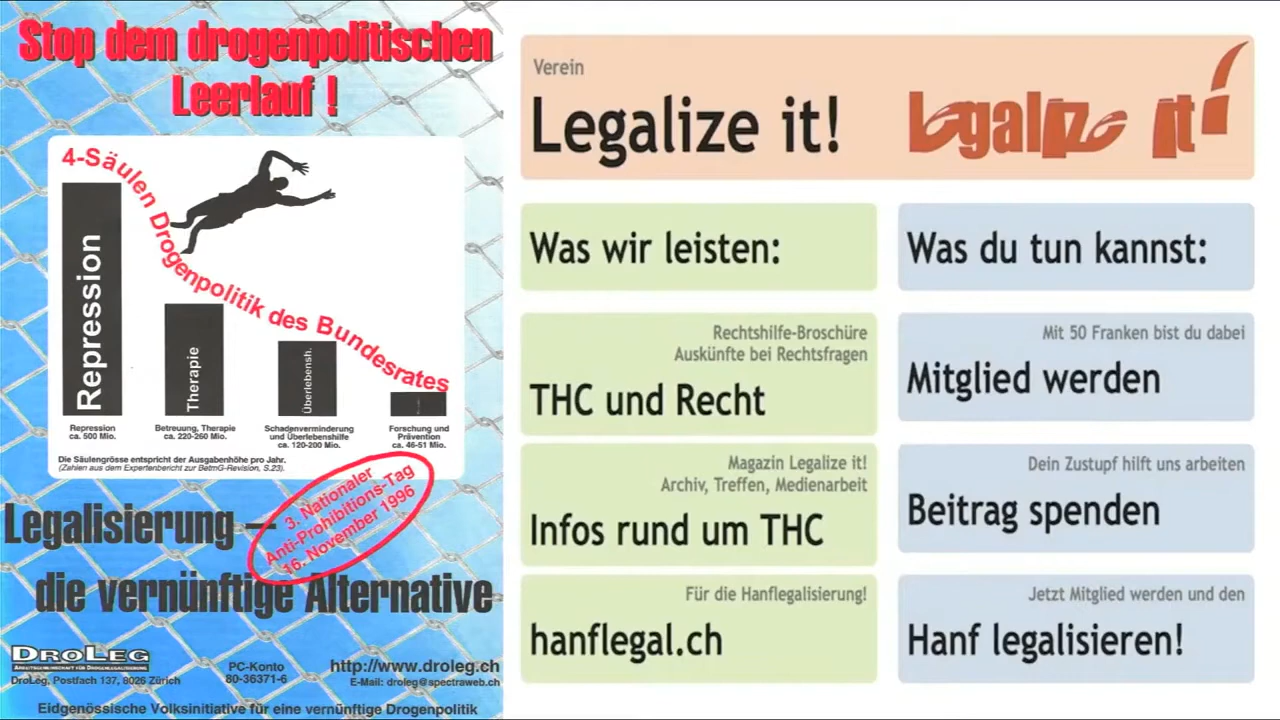 Stop dem drogenpolitischen
Leerlauf !
4-Säulen Drogenpolitik des Bundesrates
Repression
Therapie
Überlebensh.
Repression
ca. 500 Mio.
Betreuung, Therapie
ca. 220-260 Mio.
Schadenverminderung
und Überlebenshilfe
ca. 120-200 Mio.
Forschung und
Prävention
ca. 46-51 Mio.
Die Säulengrösse entspricht der Ausgabenhöhe pro Jahr.
(Zahlen aus dem Expertenbericht zur BetmG-Revision, S.23).
3. Nationaler
Anti-Prohibitions-Tag
16. November 1996
Legalisierung –
die vernünftige Alternative
DROLEG
ARBEITSGEMEINSCHAFT FÜR DROGENLEGALISIERUNG
DroLeg, Postfach 137, 8026 Zürich
PC-Konto
80-36371-6
http://www.droleg.ch
E-Mail: droleg@spectraweb.ch
Eidgenössische Volksinitiative für eine vernünftige Drogenpolitik
Verein
Legalize it!
Legalize it!
Was wir leisten:
Rechtshilfe-Broschüre
Auskünfte bei Rechtsfragen
THC und Recht
Magazin Legalize it!
Archiv, Treffen, Medienarbeit
Infos rund um THC
Für die Hanflegalisierung!
hanflegal.ch
Was du tun kannst:
Mit 50 Franken bist du dabei
Mitglied werden
Dein Zustupf hilft uns arbeiten
Beitrag spenden
Jetzt Mitglied werden und den
Hanf legalisieren!